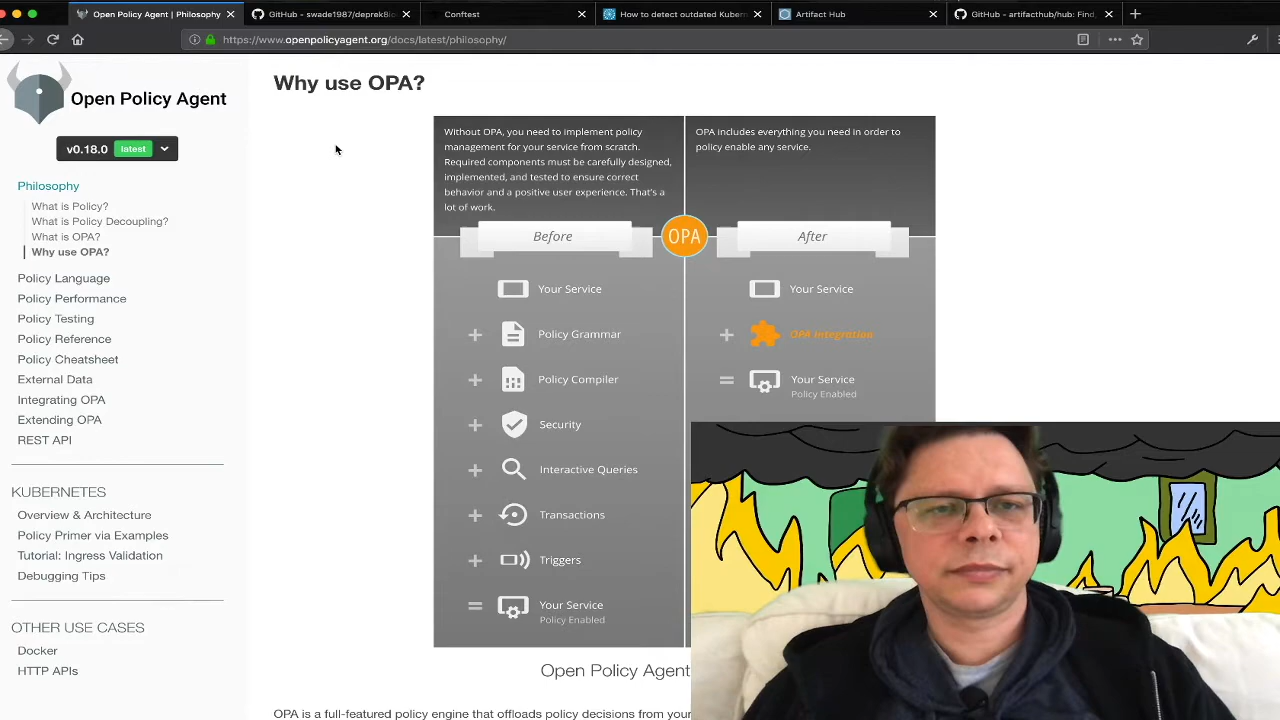 Open Policy Agent | Philosophy
GitHub - swade1987/deprek8i
Conftest
How to detect outdated Kubern
Artifact Hub
GitHub - artifacthub/hub: Find,
https://www.openpolicyagent.org/docs/latest/philosophy/
Open Policy Agent
v0.18.0 latest
Philosophy
What is Policy?
What is Policy Decoupling?
What is OPA?
Why use OPA?
Policy Language
Policy Performance
Policy Testing
Policy Reference
Policy Cheatsheet
External Data
Integrating OPA
Extending OPA
REST API
KUBERNETES
Overview & Architecture
Policy Primer via Examples
Tutorial: Ingress Validation
Debugging Tips
OTHER USE CASES
Docker
HTTP APIs
Why use OPA?
Without OPA, you need to implement policy
management for your service from scratch.
Required components must be carefully designed,
implemented, and tested to ensure correct
behavior and a positive user experience. That's a
lot of work.
Before
Your Service
+ Policy Grammar
+ Policy Compiler
+ Security
+ Interactive Queries
+ Transactions
+ Triggers
= Your Service
Policy Enabled
OPA
OPA includes everything you need in order to
policy enable any service.
After
Your Service
+ OPA Integration
= Your Service
Policy Enabled
Open Policy Agent
OPA is a full-featured policy engine that offloads policy decisions from your